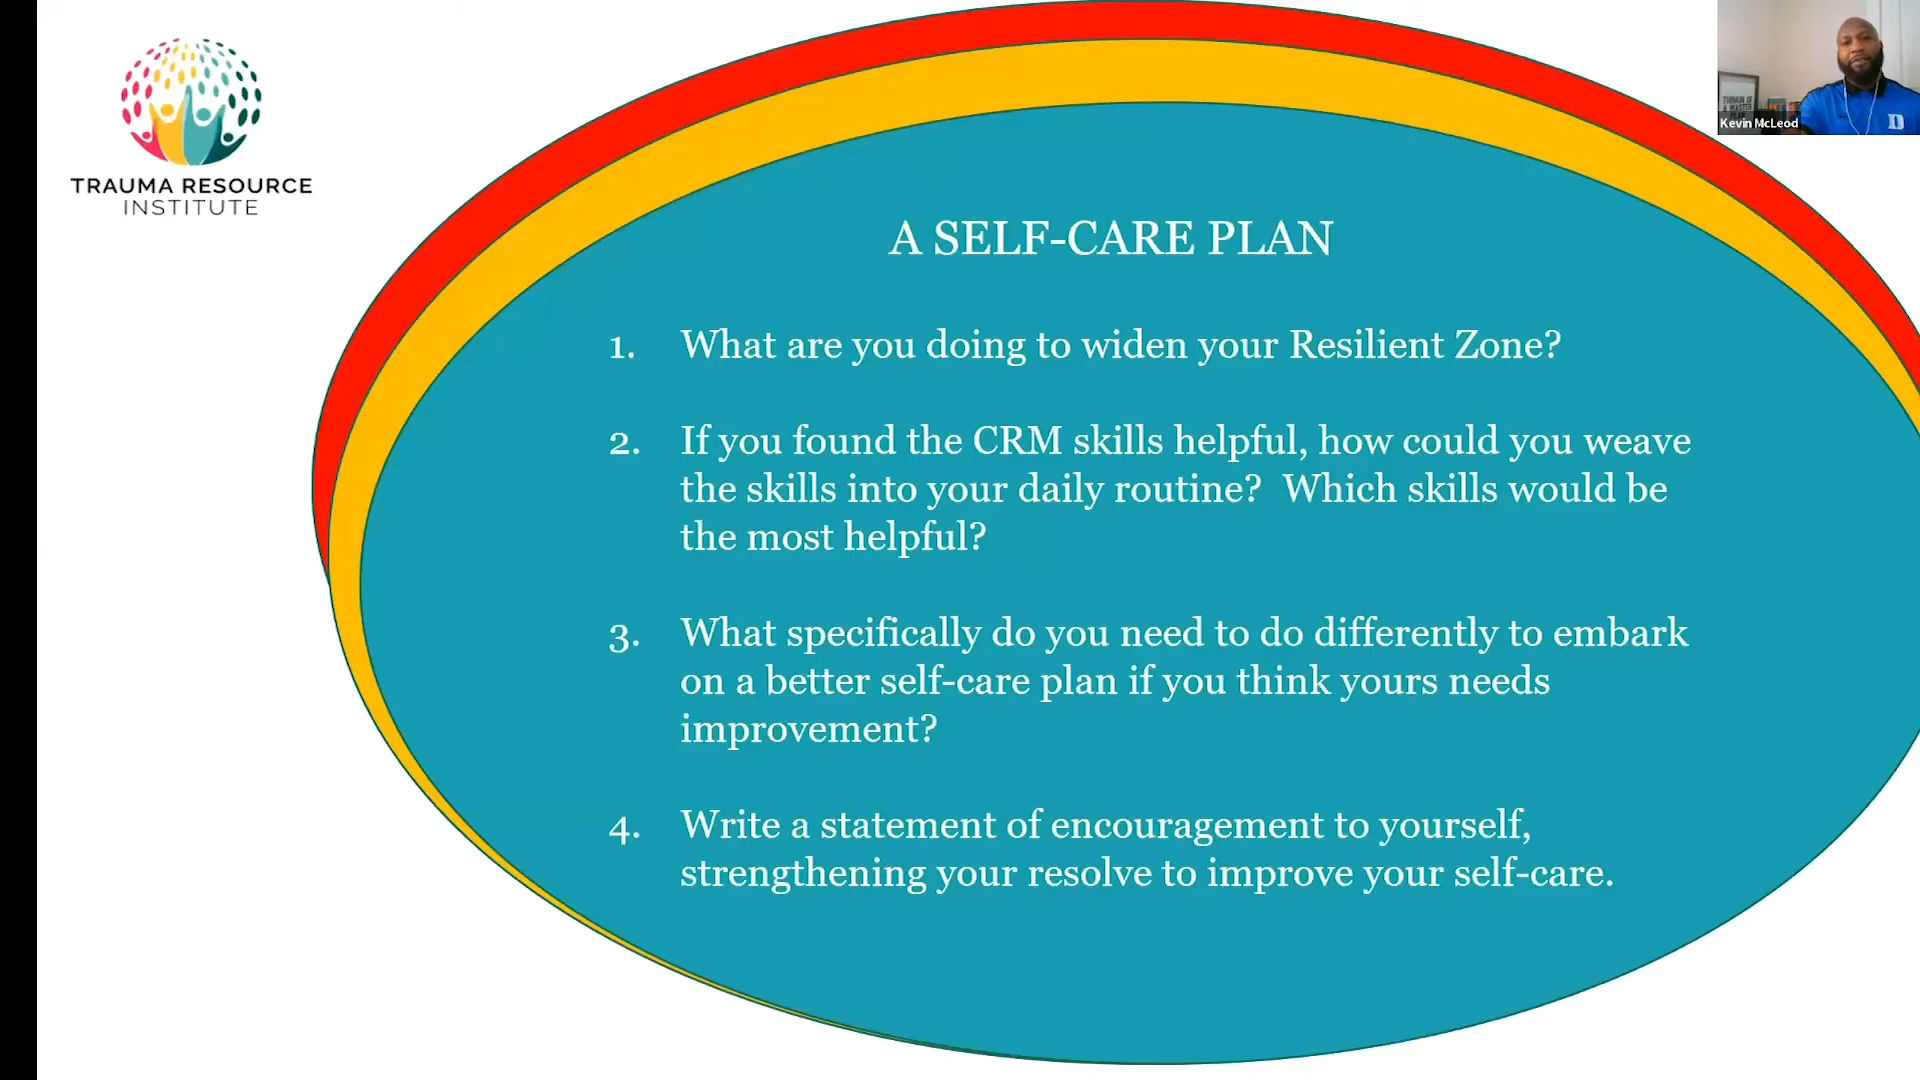 TRAUMA RESOURCE
INSTITUTE
Kevin McLeod
A SELF-CARE PLAN
1. What are you doing to widen your Resilient Zone?
2. If you found the CRM skills helpful, how could you weave
the skills into your daily routine? Which skills would be
the most helpful?
3. What specifically do you need to do differently to embark
on a better self-care plan if you think yours needs
improvement?
4. Write a statement of encouragement to yourself,
strengthening your resolve to improve your self-care.
THINKIN OF
A MASTER
PLAN
D